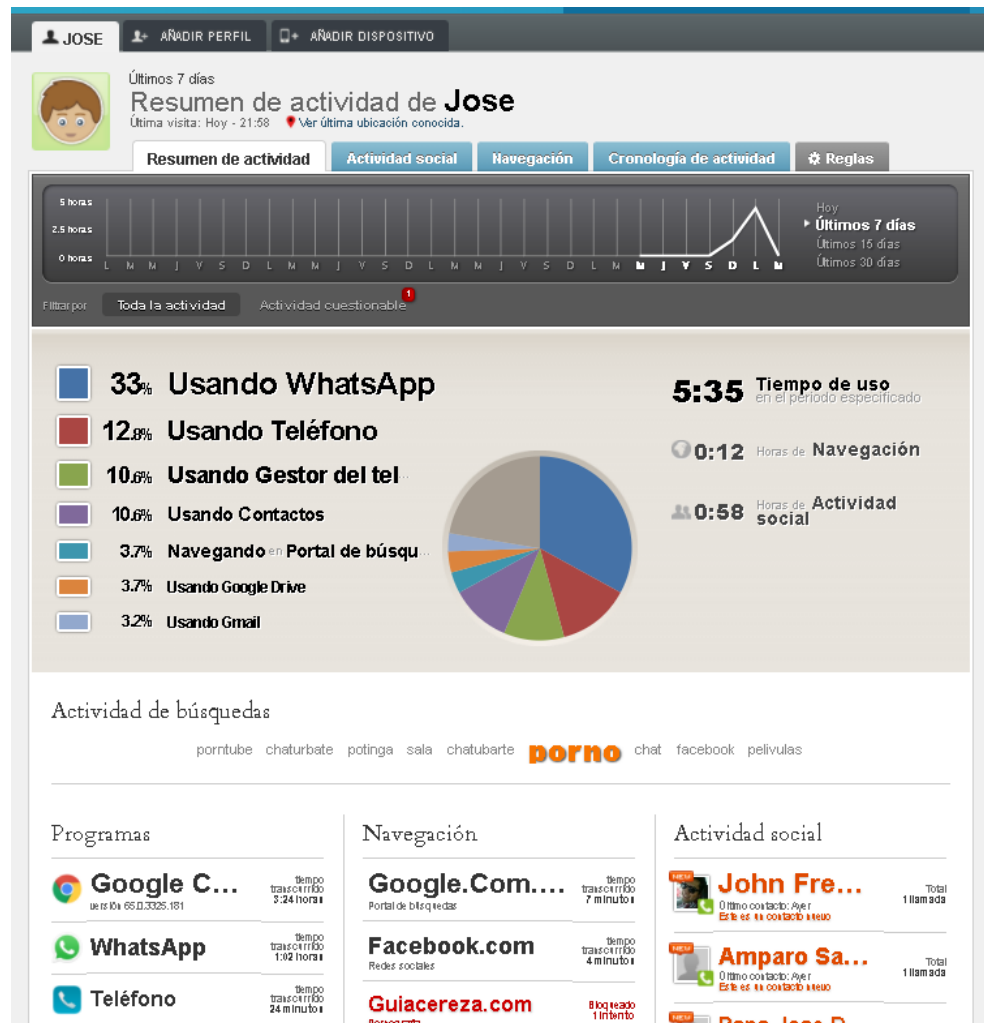 JOSE
AÑADIR PERFIL
AÑADIR DISPOSITIVO
Últimos 7 días
Resumen de actividad de Jose
Última visita: Hoy - 21:58 Ver última ubicación conocida.
Resumen de actividad
Actividad social
Navegación
Cronología de actividad
Reglas
5 horas
2.5 horas
0 horas
L M M J V S D L M M J V S D L M M J V S D L M M J V S D L M
Hoy
Últimos 7 días
Últimos 15 días
Últimos 30 días
Filtrar por Toda la actividad Actividad cuestionable 1
33% Usando WhatsApp
12.8% Usando Teléfono
10.6% Usando Gestor del tel...
10.6% Usando Contactos
3.7% Navegando en Portal de búsqu...
3.7% Usando Google Drive
3.2% Usando Gmail
5:35 Tiempo de uso
en el período especificado
0:12 Horas de Navegación
0:58 Horas de Actividad
social
Actividad de búsquedas
porntube chaturbate potinga sala chatubarte porno chat facebook pelivulas
Programas
Google C...
versión 65.0.3325.181
tiempo
transcurrido
3:24 horas
WhatsApp
tiempo
transcurrido
1:02 horas
Teléfono
tiempo
transcurrido
24 minutos
Navegación
Google.Com....
Portal de búsquedas
tiempo
transcurrido
7 minutos
Facebook.com
Redes sociales
tiempo
transcurrido
4 minutos
Guiacereza.com
Bloqueado
1 intento
Actividad social
NEW
John Fre...
Último contacto: Ayer
Este es un contacto nuevo
Total
1 llamada
NEW
Amparo Sa...
Último contacto: Ayer
Este es un contacto nuevo
Total
1 llamada
NEW